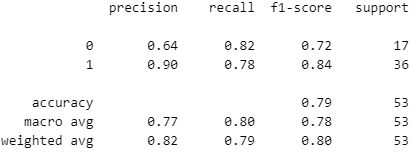 precision recall f1-score support
0 0.64 0.82 0.72 17
1 0.90 0.78 0.84 36
accuracy 0.79 53
macro avg 0.77 0.80 0.78 53
weighted avg 0.82 0.79 0.80 53